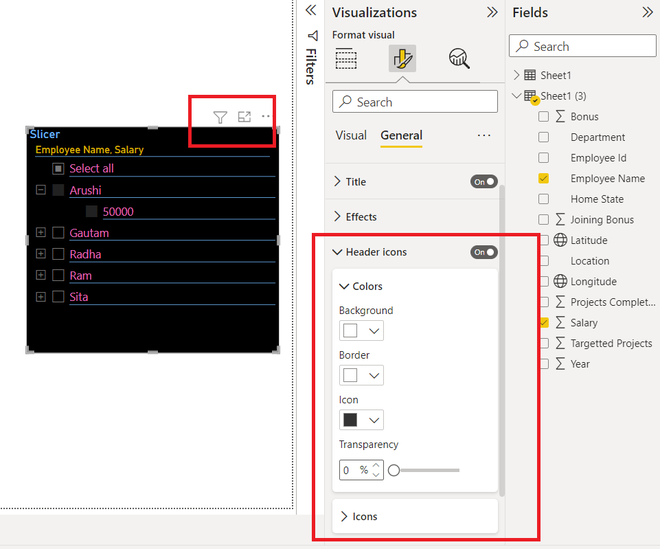 Slicer
Employee Name, Salary
Select all
Arushi
50000
Gautam
Radha
Ram
Sita
Filters
Visualizations
Format visual
Search
Visual
General
Title
On
Effects
Header icons
On
Colors
Background
Border
Icon
Transparency
0 %
Icons
Fields
Search
Sheet1
Sheet1 (3)
Bonus
Department
Employee Id
Employee Name
Home State
Joining Bonus
Latitude
Location
Longitude
Projects Complet...
Salary
Targetted Projects
Year